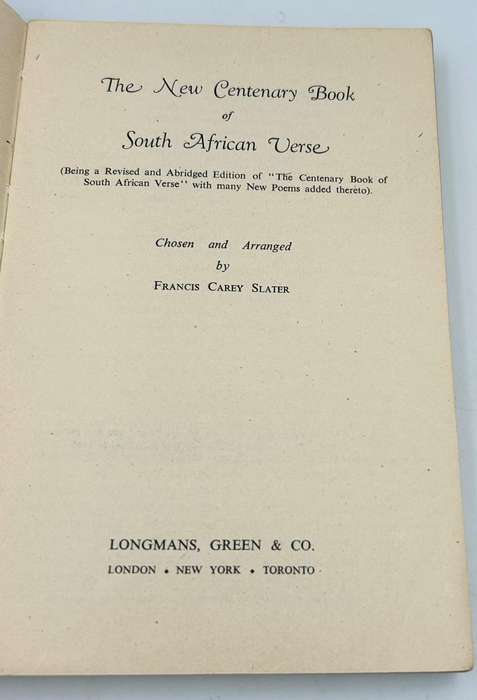 The New Centenary Book
of
South African Verse
(Being a Revised and Abridged Edition of "The Centenary Book of
South African Verse" with many New Poems added thereto).
Chosen and Arranged
by
FRANCIS CAREY SLATER
LONGMANS, GREEN & CO.
LONDON • NEW YORK • TORONTO